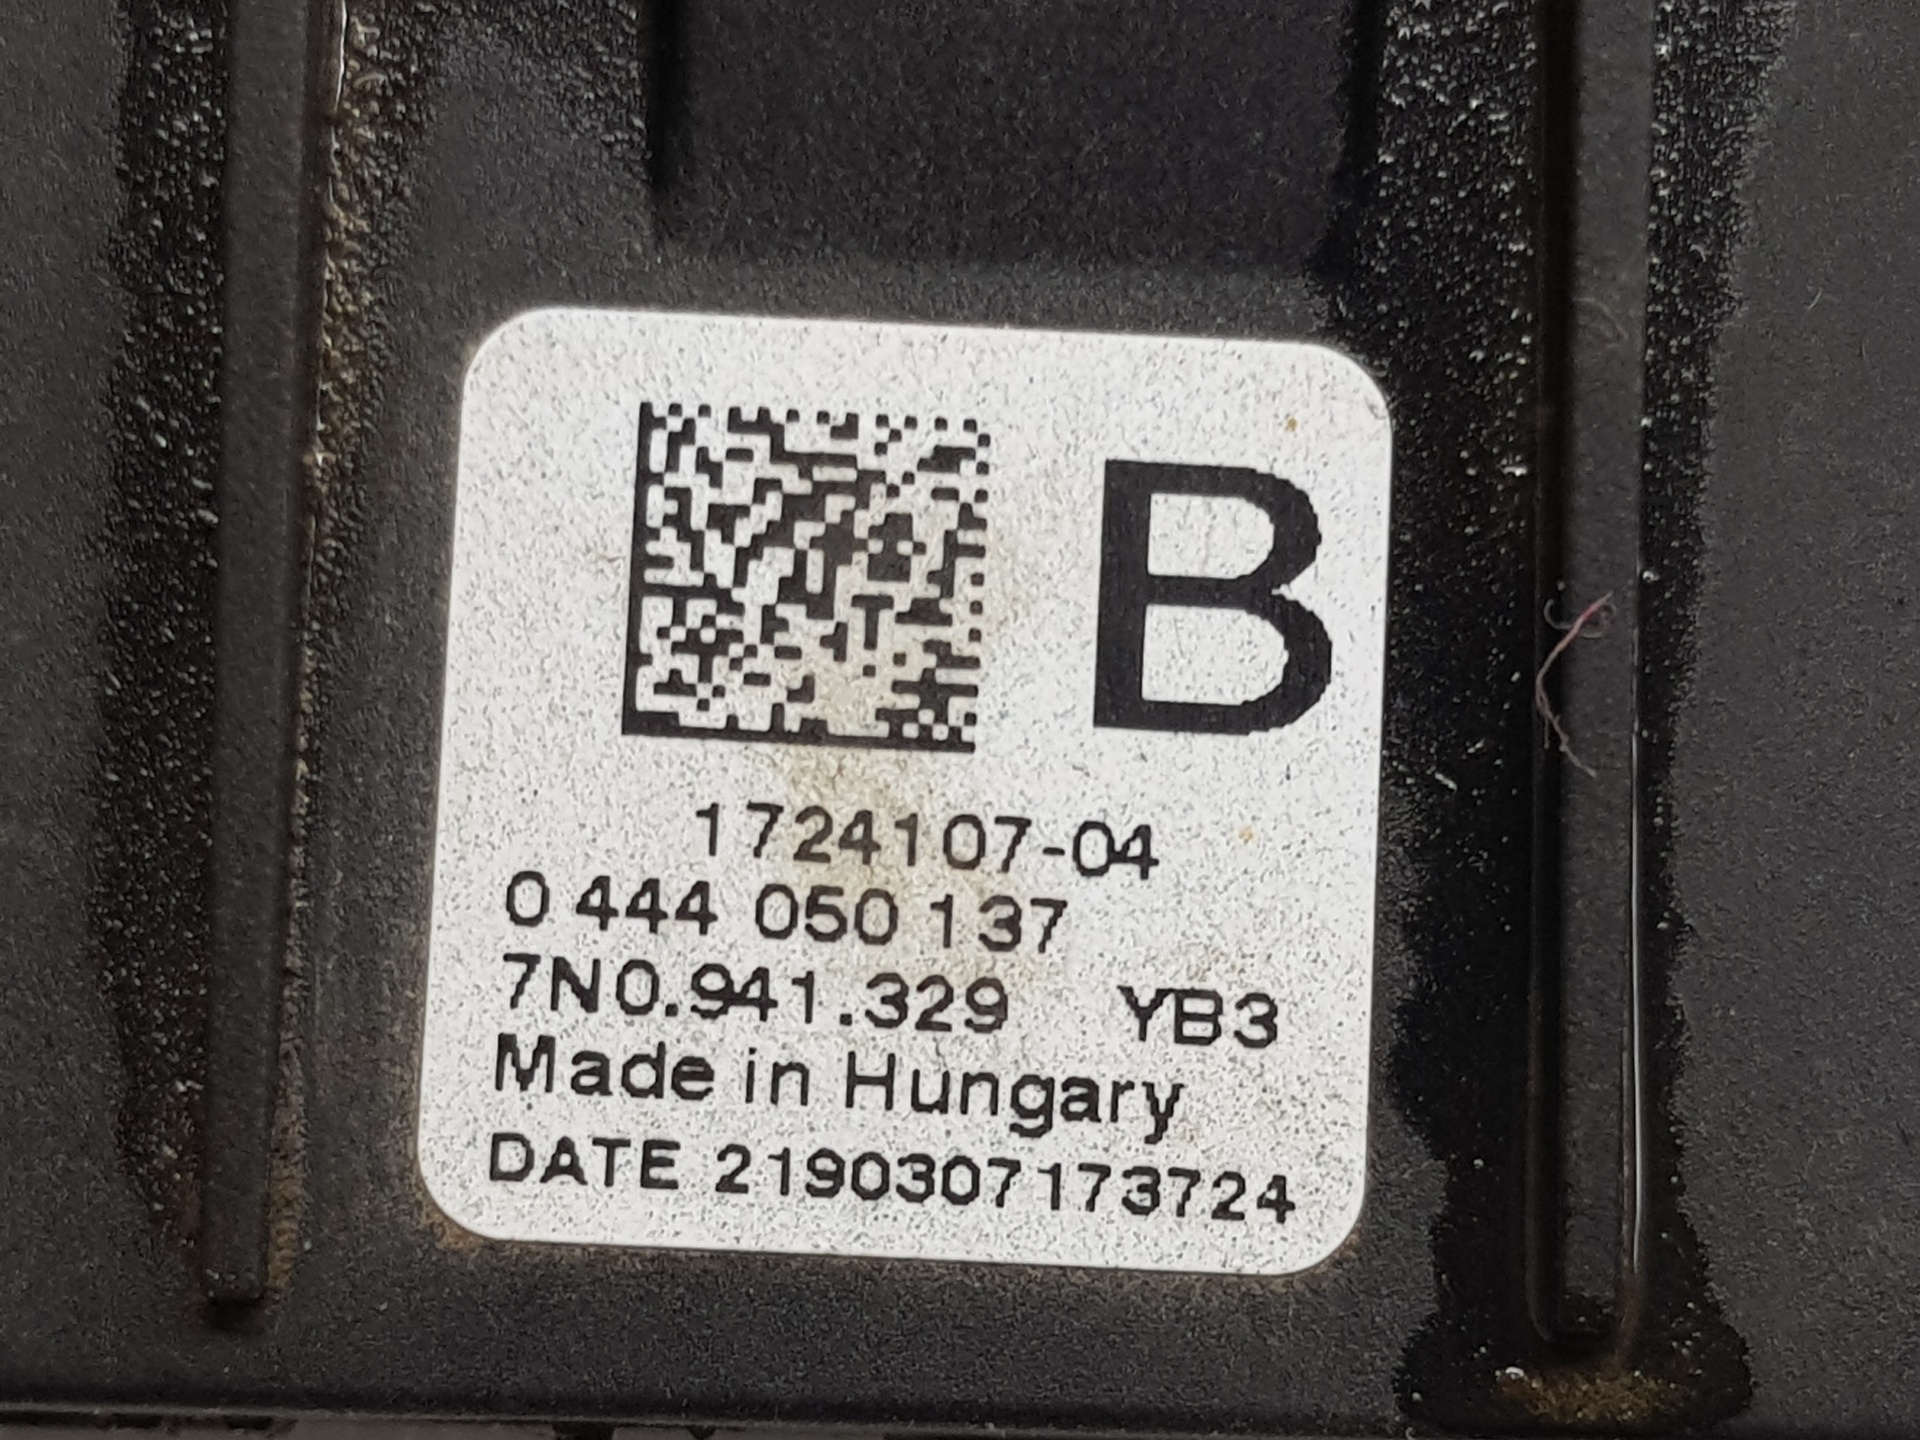 B
1724107-04
0 444 050 137
7N0.941.329 YB3
Made in Hungary
DATE 2190307173724